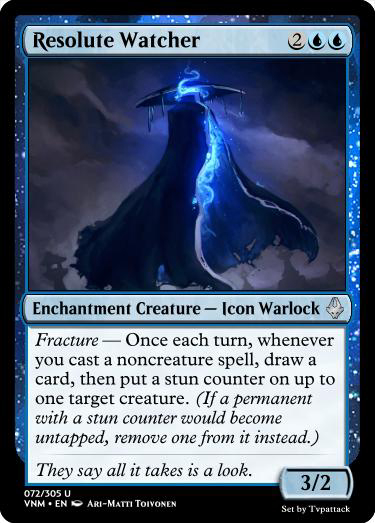 Resolute Watcher 2
Enchantment Creature — Icon Warlock
Fracture — Once each turn, whenever
you cast a noncreature spell, draw a
card, then put a stun counter on up to
one target creature. (If a permanent
with a stun counter would become
untapped, remove one from it instead.)
They say all it takes is a look.
3/2
072/305 U
VNM • EN Ari-Matti Toivonen
Set by Tvpattack